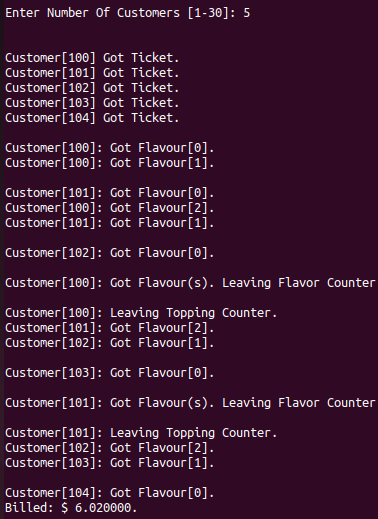 Enter Number Of Customers [1-30]: 5
Customer[100] Got Ticket.
Customer[101] Got Ticket.
Customer[102] Got Ticket.
Customer[103] Got Ticket.
Customer[104] Got Ticket.
Customer[100]: Got Flavour[0].
Customer[100]: Got Flavour[1].
Customer[101]: Got Flavour[0].
Customer[100]: Got Flavour[2].
Customer[101]: Got Flavour[1].
Customer[102]: Got Flavour[0].
Customer[100]: Got Flavour(s). Leaving Flavor Counter
Customer[100]: Leaving Topping Counter.
Customer[101]: Got Flavour[2].
Customer[102]: Got Flavour[1].
Customer[103]: Got Flavour[0].
Customer[101]: Got Flavour(s). Leaving Flavor Counter
Customer[101]: Leaving Topping Counter.
Customer[102]: Got Flavour[2].
Customer[103]: Got Flavour[1].
Customer[104]: Got Flavour[0].
Billed: $ 6.020000.